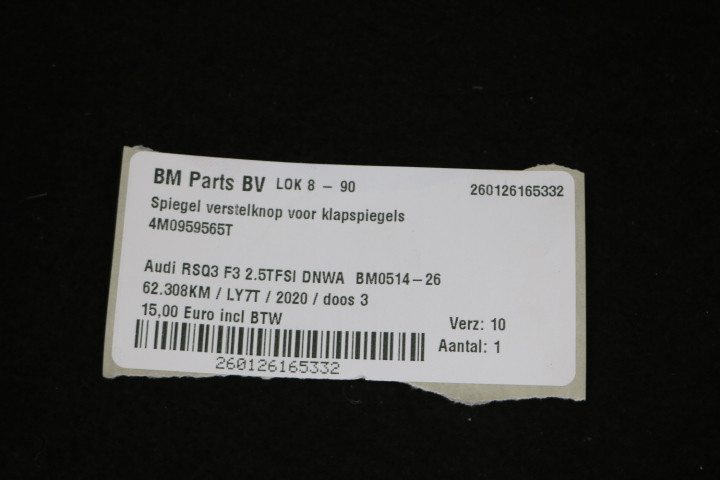 BM Parts BV LOK 8 - 90 260126165332
Spiegel verstelknop voor klapspiegels
4M0959565T
Audi RSQ3 F3 2.5TFSI DNWA BM0514-26
62.308KM / LY7T / 2020 / doos 3
15,00 Euro incl BTW Verz: 10
Aantal: 1
260126165332